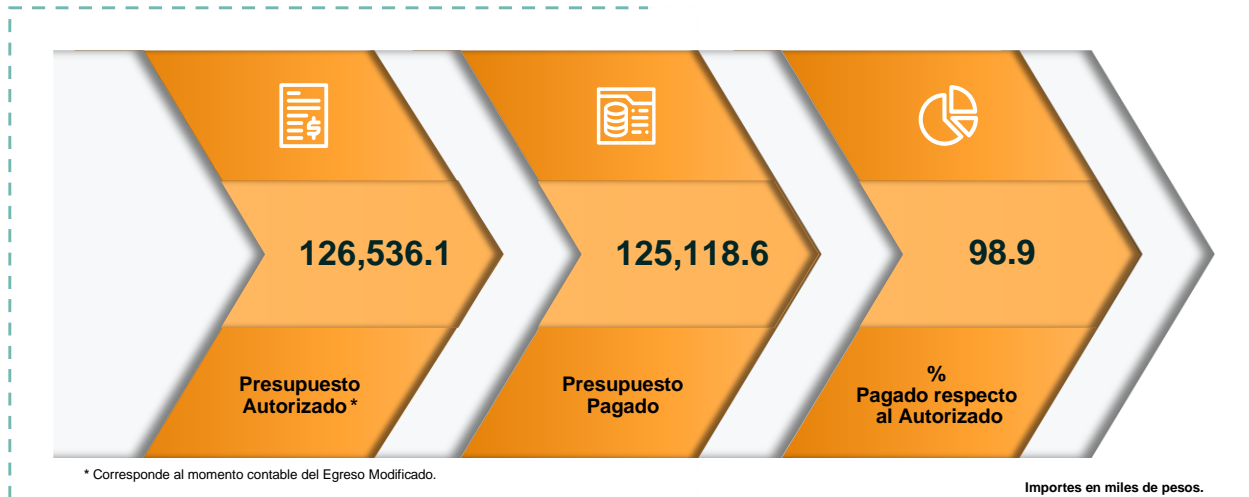 126,536.1
125,118.6
98.9
Presupuesto
Autorizado *
Presupuesto
Pagado
%
Pagado respecto
al Autorizado
* Corresponde al momento contable del Egreso Modificado.
Importes en miles de pesos.